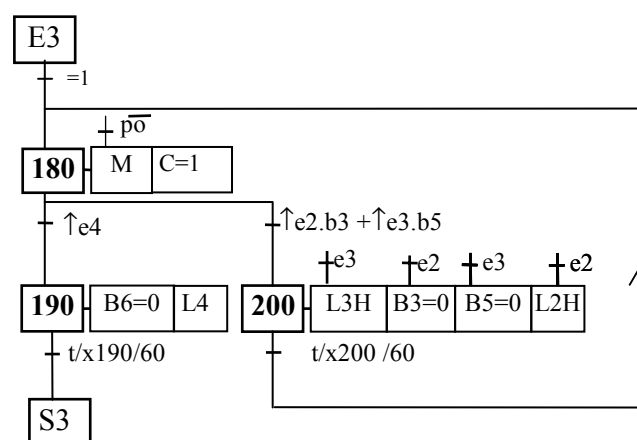 E3
=1
po̅
180 M C=1
↑e4 ↑e2.b3 +↑e3.b5
e3 e2 e3 e2
190 B6=0 L4 200 L3H B3=0 B5=0 L2H
t/x190/60 t/x200 /60
S3